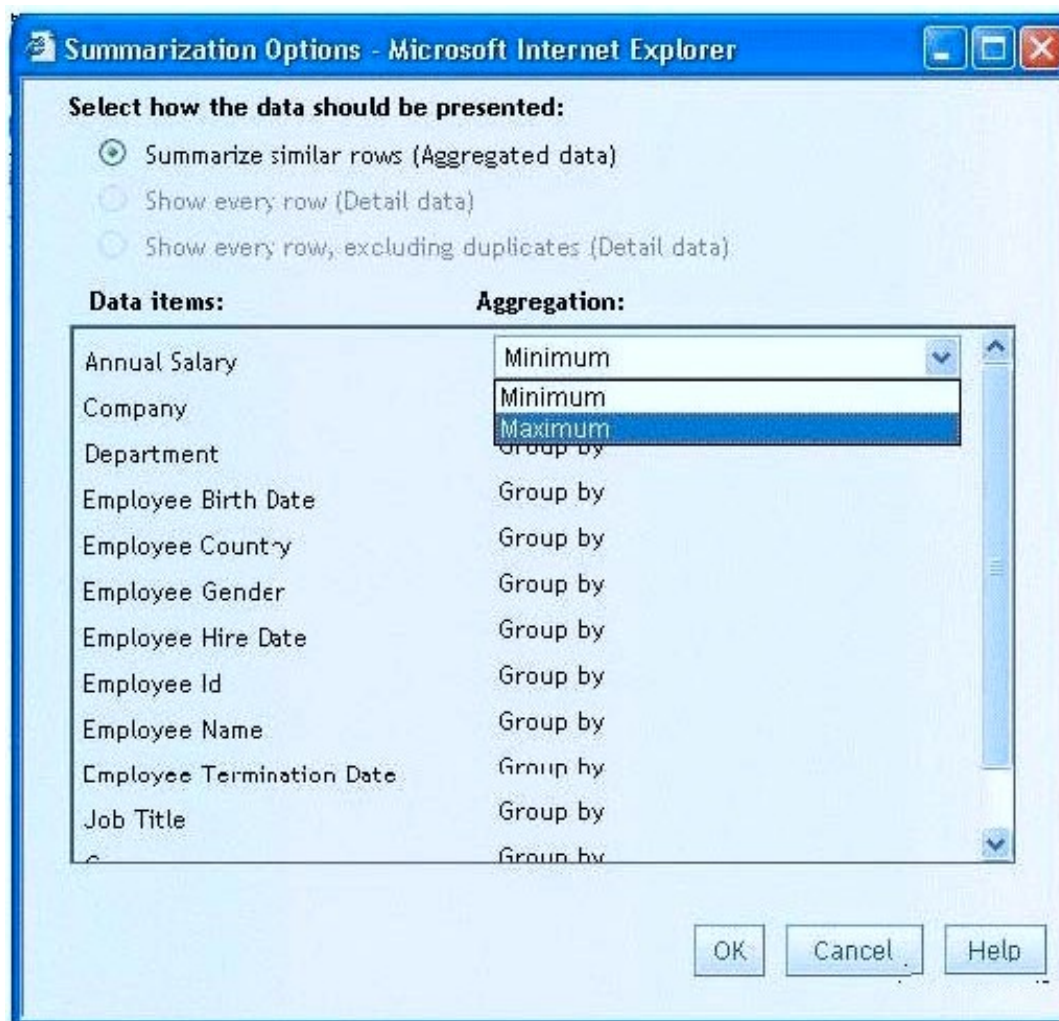 Summarization Options - Microsoft Internet Explorer
Select how the data should be presented:
Summarize similar rows (Aggregated data)
Show every row (Detail data)
Show every row, excluding duplicates (Detail data)
Data items: Aggregation:
Annual Salary Minimum
Minimum
Company
Maximum
Department Group by
Employee Birth Date Group by
Employee Country Group by
Employee Gender Group by
Employee Hire Date Group by
Employee Id Group by
Employee Name Group by
Employee Termination Date Group by
Job Title Group by
Group by
OK Cancel Help